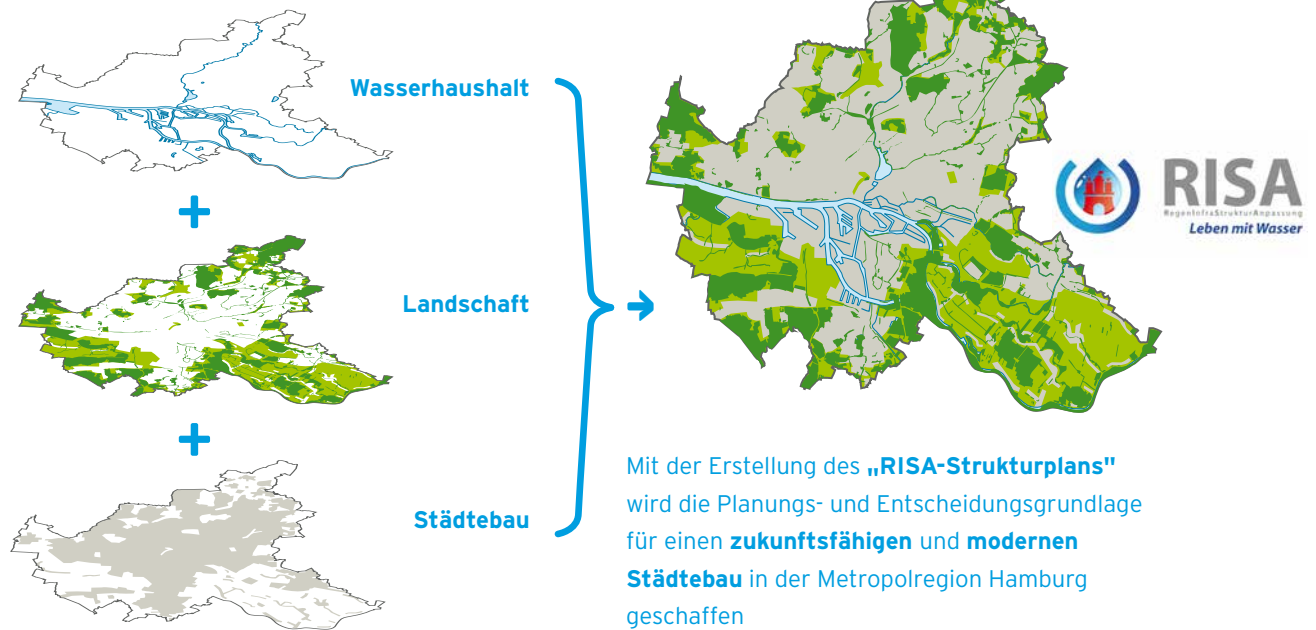 Wasserhaushalt
+
Landschaft
+
Städtebau
RISA
RegenInfraStrukturAnpassung
Leben mit Wasser
Mit der Erstellung des „RISA-Strukturplans"
wird die Planungs- und Entscheidungsgrundlage
für einen zukunftsfähigen und modernen
Städtebau in der Metropolregion Hamburg
geschaffen